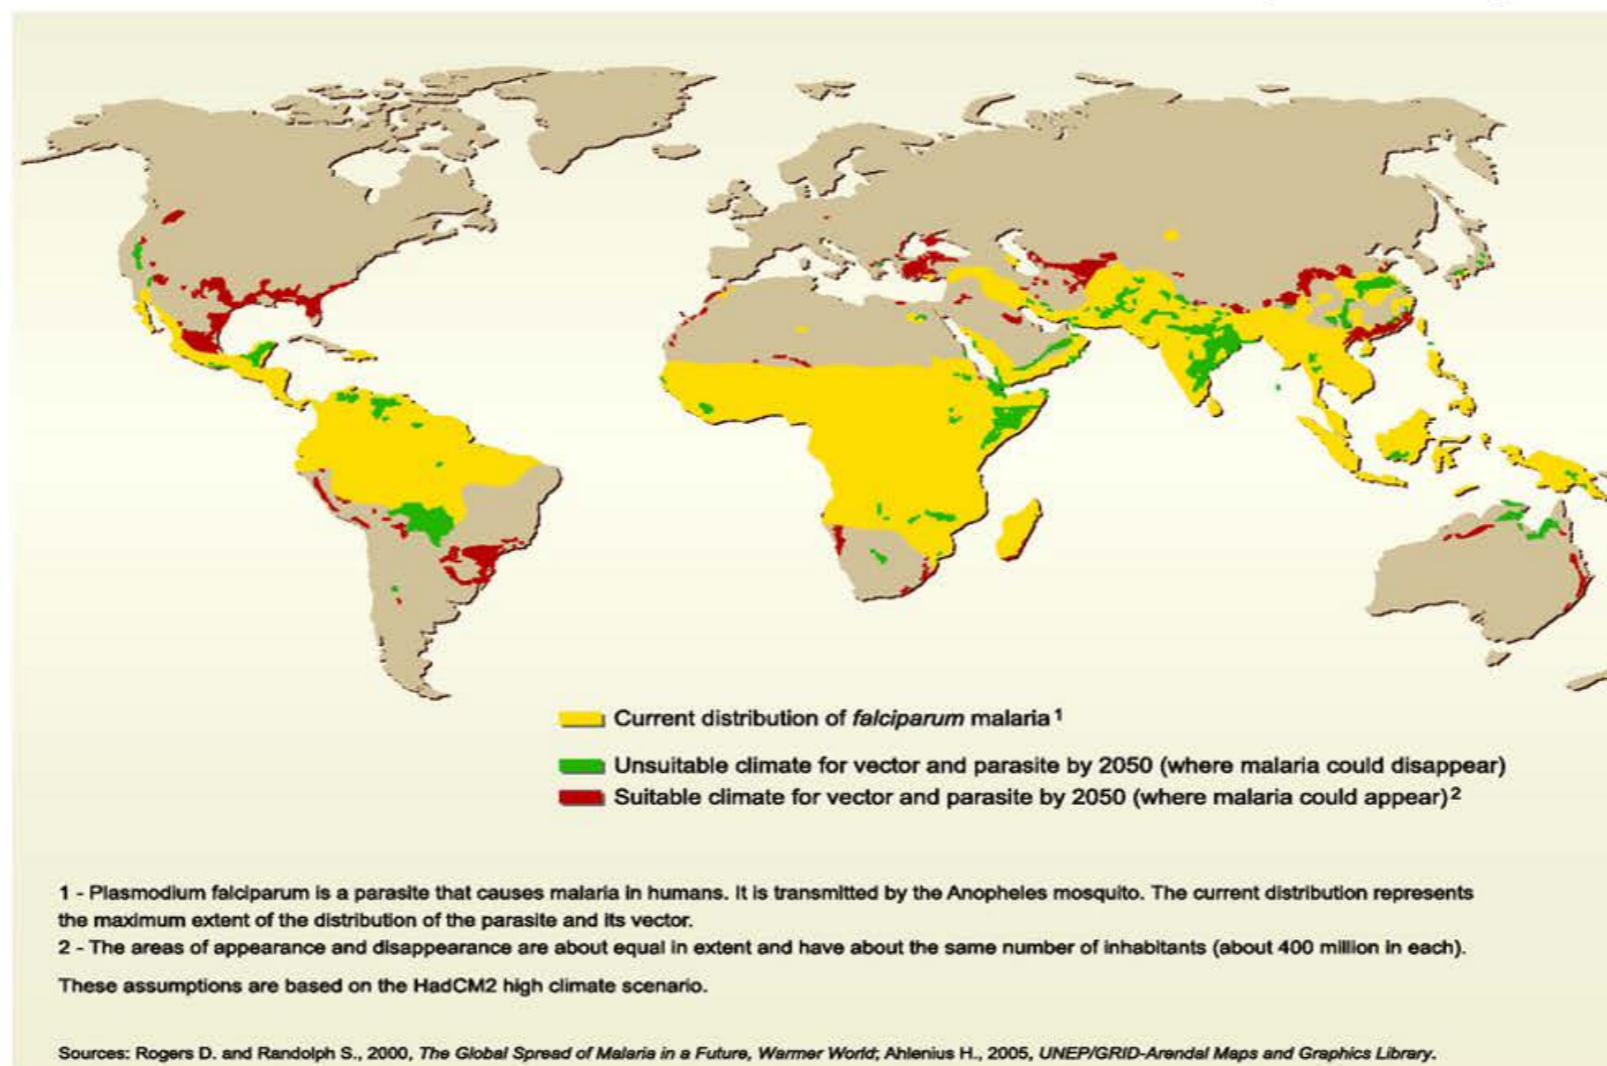 Current distribution of falciparum malaria 1
Unsuitable climate for vector and parasite by 2050 (where malaria could disappear)
Suitable climate for vector and parasite by 2050 (where malaria could appear) 2
1 - Plasmodium falciparum is a parasite that causes malaria in humans. It is transmitted by the Anopheles mosquito. The current distribution represents
the maximum extent of the distribution of the parasite and its vector.
2 - The areas of appearance and disappearance are about equal in extent and have about the same number of inhabitants (about 400 million in each).
These assumptions are based on the HadCM2 high climate scenario.
Sources: Rogers D. and Randolph S., 2000, The Global Spread of Malaria in a Future, Warmer World; Ahlenius H., 2005, UNEP/GRID-Arendal Maps and Graphics Library.